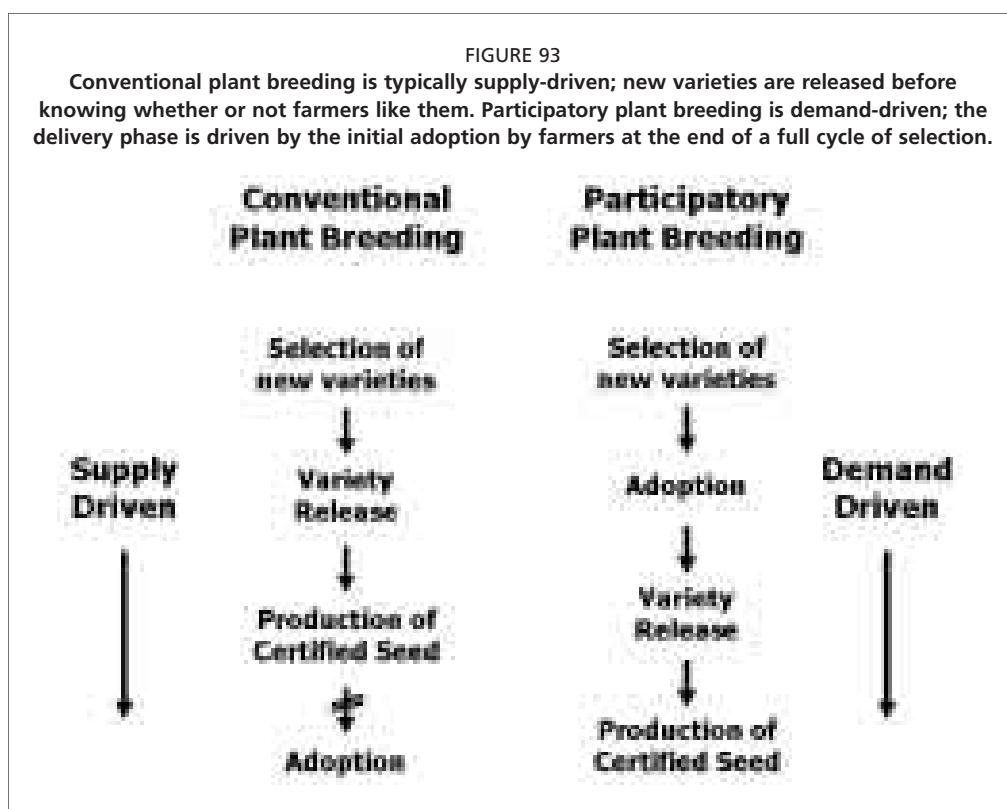 FIGURE 93
Conventional plant breeding is typically supply-driven; new varieties are released before
knowing whether or not farmers like them. Participatory plant breeding is demand-driven; the
delivery phase is driven by the initial adoption by farmers at the end of a full cycle of selection.
Conventional
Plant Breeding
Participatory
Plant Breeding
Selection of
new varieties
Selection of
new varieties
Supply
Driven
Variety
Release
Adoption
Demand
Driven
Production of
Certified Seed
Variety
Release
Adoption
Production of
Certified Seed